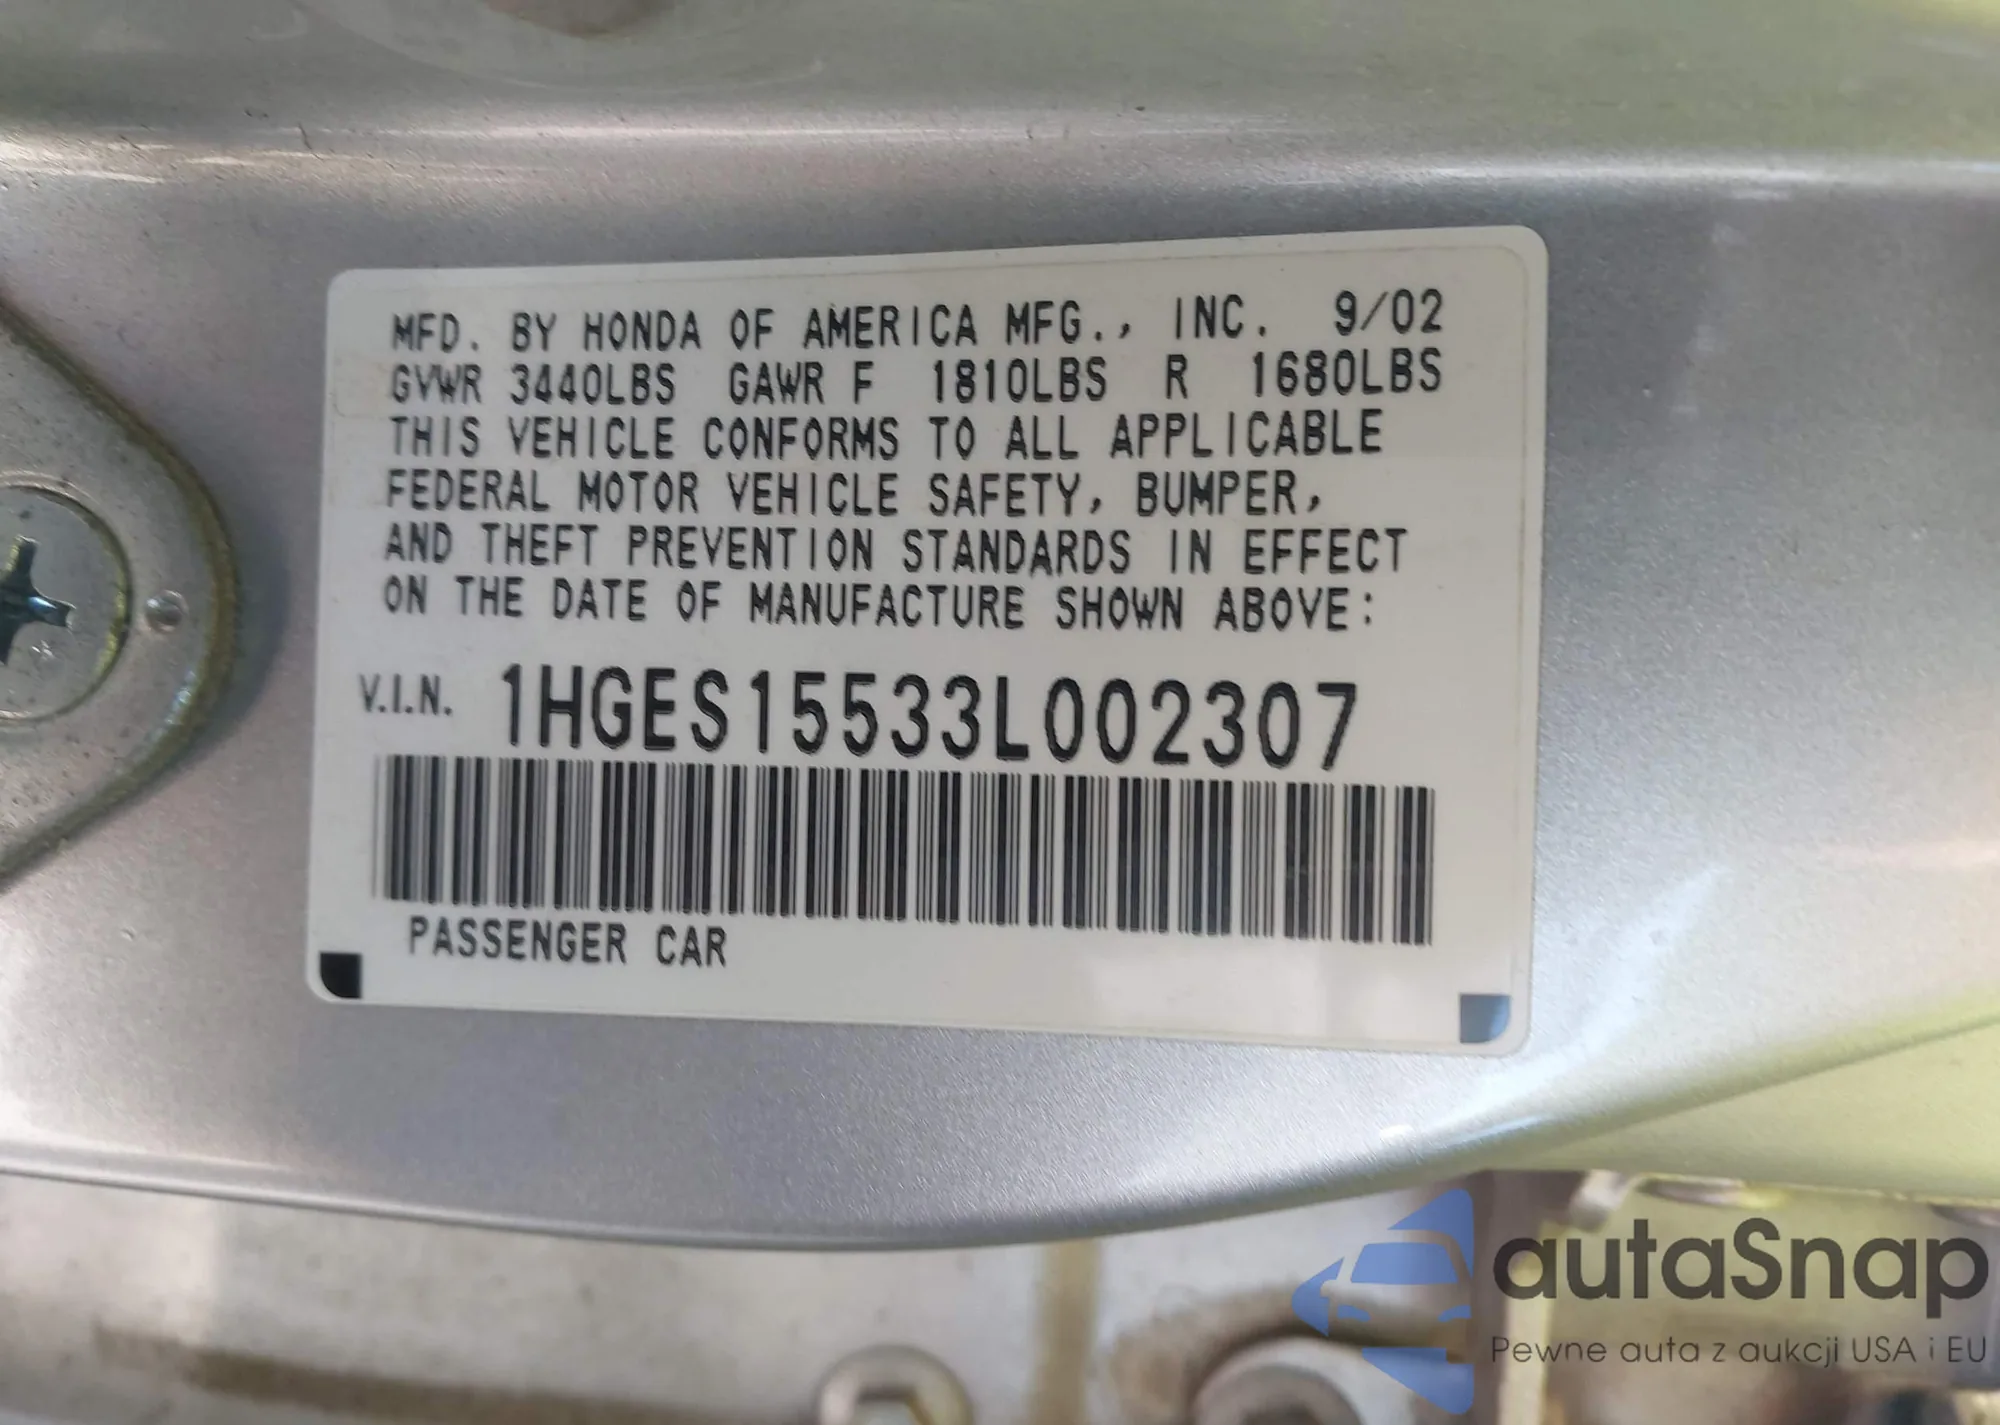 MFD. BY HONDA OF AMERICA MFG., INC. 9/02
GVWR 3440LBS GAWR F 1810LBS R 1680LBS
THIS VEHICLE CONFORMS TO ALL APPLICABLE
FEDERAL MOTOR VEHICLE SAFETY, BUMPER,
AND THEFT PREVENTION STANDARDS IN EFFECT
ON THE DATE OF MANUFACTURE SHOWN ABOVE:
V.I.N. 1HGES15533L002307
PASSENGER CAR
autaSnap
Pewne auta z aukcji USA i EU